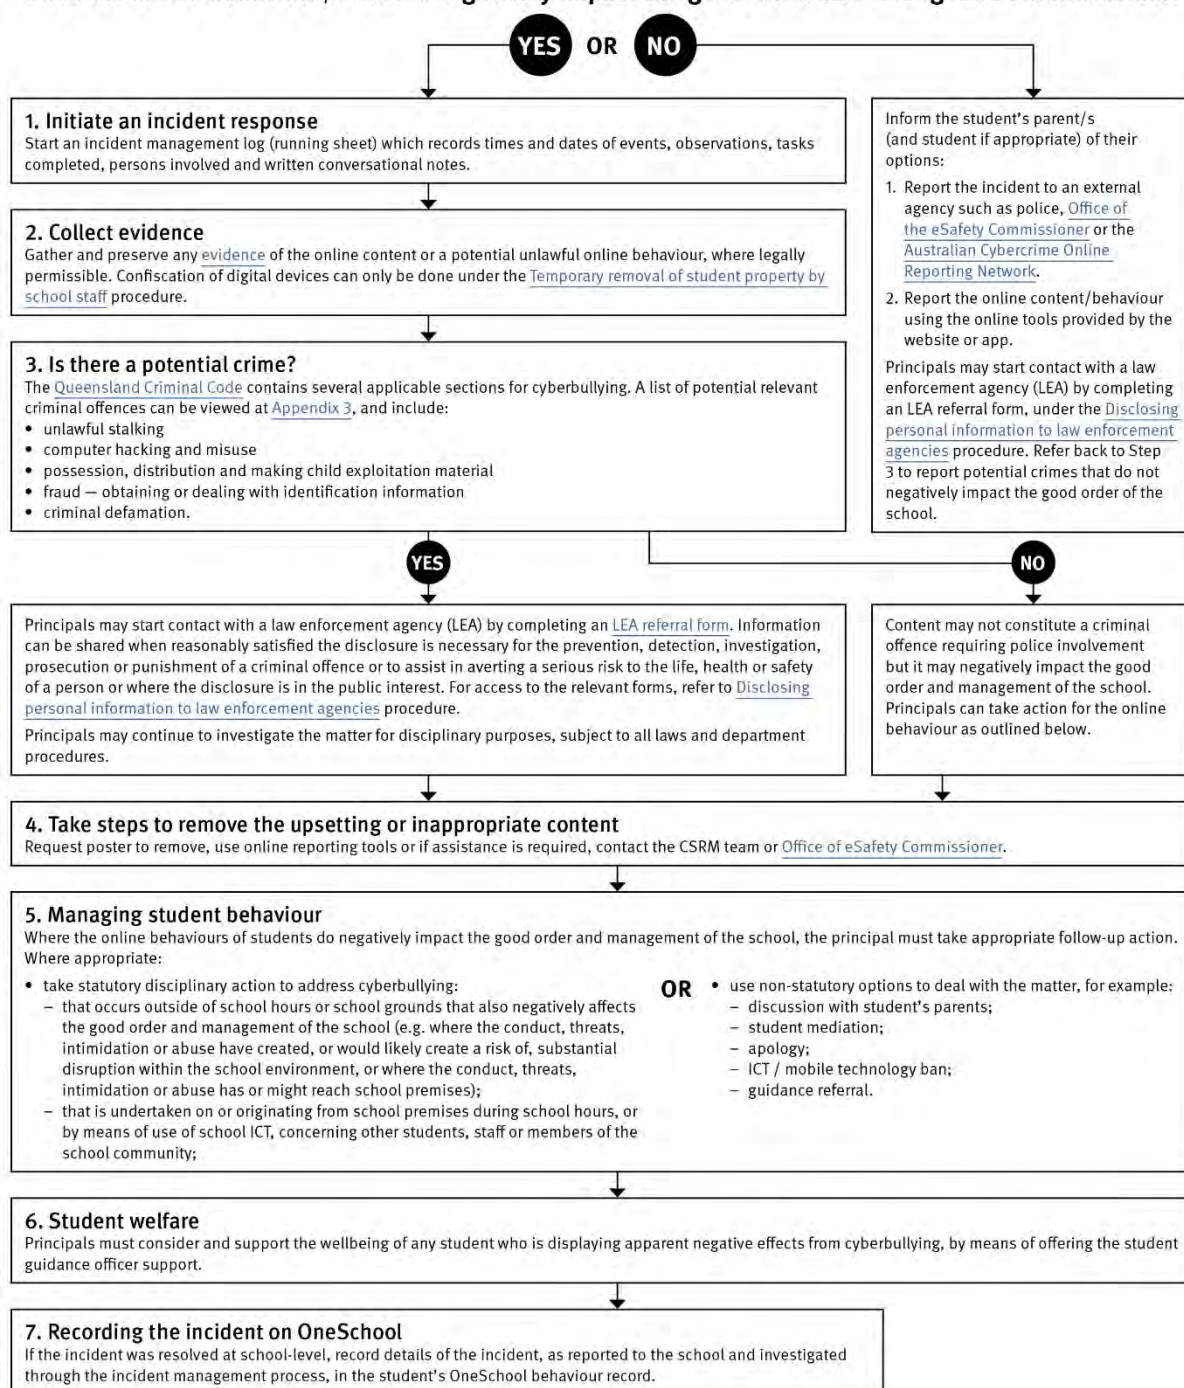 YES OR NO
1. Initiate an incident response
Start an incident management log (running sheet) which records times and dates of events, observations, tasks
completed, persons involved and written conversational notes.
2. Collect evidence
Gather and preserve any evidence of the online content or a potential unlawful online behaviour, where legally
permissible. Confiscation of digital devices can only be done under the Temporary removal of student property by
school staff procedure.
3. Is there a potential crime?
The Queensland Criminal Code contains several applicable sections for cyberbullying. A list of potential relevant
criminal offences can be viewed at Appendix 3, and include:
• unlawful stalking
• computer hacking and misuse
• possession, distribution and making child exploitation material
• fraud — obtaining or dealing with identification information
• criminal defamation.
Inform the student's parent/s
(and student if appropriate) of their
options:
1. Report the incident to an external
agency such as police, Office of
the eSafety Commissioner or the
Australian Cybercrime Online
Reporting Network.
2. Report the online content/behaviour
using the online tools provided by the
website or app.
Principals may start contact with a law
enforcement agency (LEA) by completing
an LEA referral form, under the Disclosing
personal information to law enforcement
agencies procedure. Refer back to Step
3 to report potential crimes that do not
negatively impact the good order of the
school.
YES
NO
Principals may start contact with a law enforcement agency (LEA) by completing an LEA referral form. Information
can be shared when reasonably satisfied the disclosure is necessary for the prevention, detection, investigation,
prosecution or punishment of a criminal offence or to assist in averting a serious risk to the life, health or safety
of a person or where the disclosure is in the public interest. For access to the relevant forms, refer to Disclosing
personal information to law enforcement agencies procedure.
Principals may continue to investigate the matter for disciplinary purposes, subject to all laws and department
procedures.
Content may not constitute a criminal
offence requiring police involvement
but it may negatively impact the good
order and management of the school.
Principals can take action for the online
behaviour as outlined below.
4. Take steps to remove the upsetting or inappropriate content
Request poster to remove, use online reporting tools or if assistance is required, contact the CSRM team or Office of eSafety Commissioner.
5. Managing student behaviour
Where the online behaviours of students do negatively impact the good order and management of the school, the principal must take appropriate follow-up action.
Where appropriate:
• take statutory disciplinary action to address cyberbullying:
– that occurs outside of school hours or school grounds that also negatively affects
the good order and management of the school (e.g. where the conduct, threats,
intimidation or abuse have created, or would likely create a risk of, substantial
disruption within the school environment, or where the conduct, threats,
intimidation or abuse has or might reach school premises);
– that is undertaken on or originating from school premises during school hours, or
by means of use of school ICT, concerning other students, staff or members of the
school community;
OR
• use non-statutory options to deal with the matter, for example:
– discussion with student's parents;
– student mediation;
– apology;
– ICT / mobile technology ban;
– guidance referral.
6. Student welfare
Principals must consider and support the wellbeing of any student who is displaying apparent negative effects from cyberbullying, by means of offering the student
guidance officer support.
7. Recording the incident on OneSchool
If the incident was resolved at school-level, record details of the incident, as reported to the school and investigated
through the incident management process, in the student's OneSchool behaviour record.